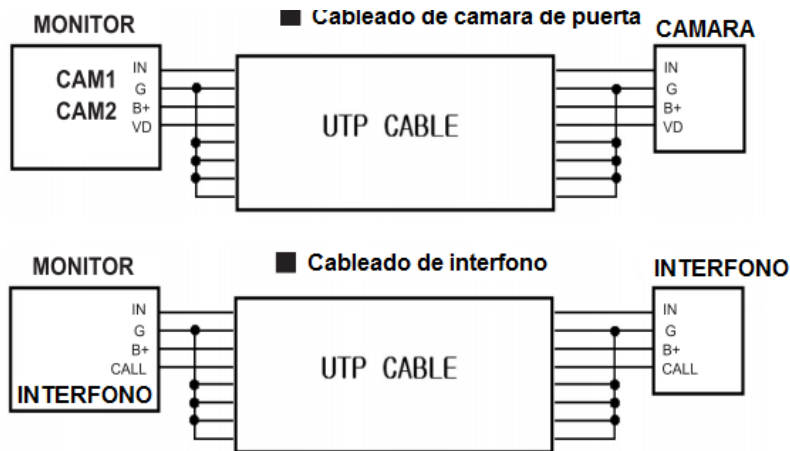 ■ Cableado de camara de puerta
MONITOR
CAMARA
CAM1
CAM2
IN
G
B+
VD
UTP CABLE
IN
G
B+
VD
■ Cableado de interfono
MONITOR
INTERFONO
IN
G
B+
CALL
INTERFONO
UTP CABLE
IN
G
B+
CALL